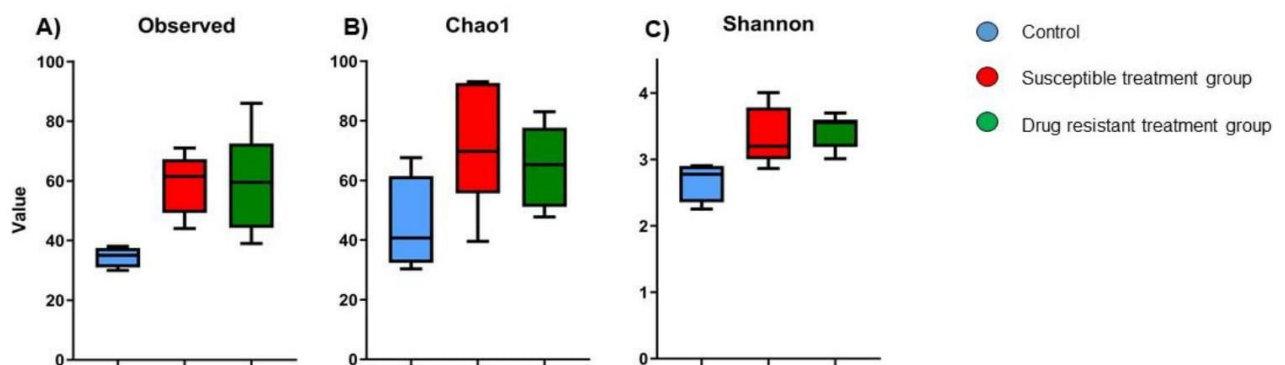 A) Observed
B) Chao1
C) Shannon
Control
Susceptible treatment group
Drug resistant treatment group
Value
100
80
60
40
20
0
100
80
60
40
20
0
4
3
2
1
0